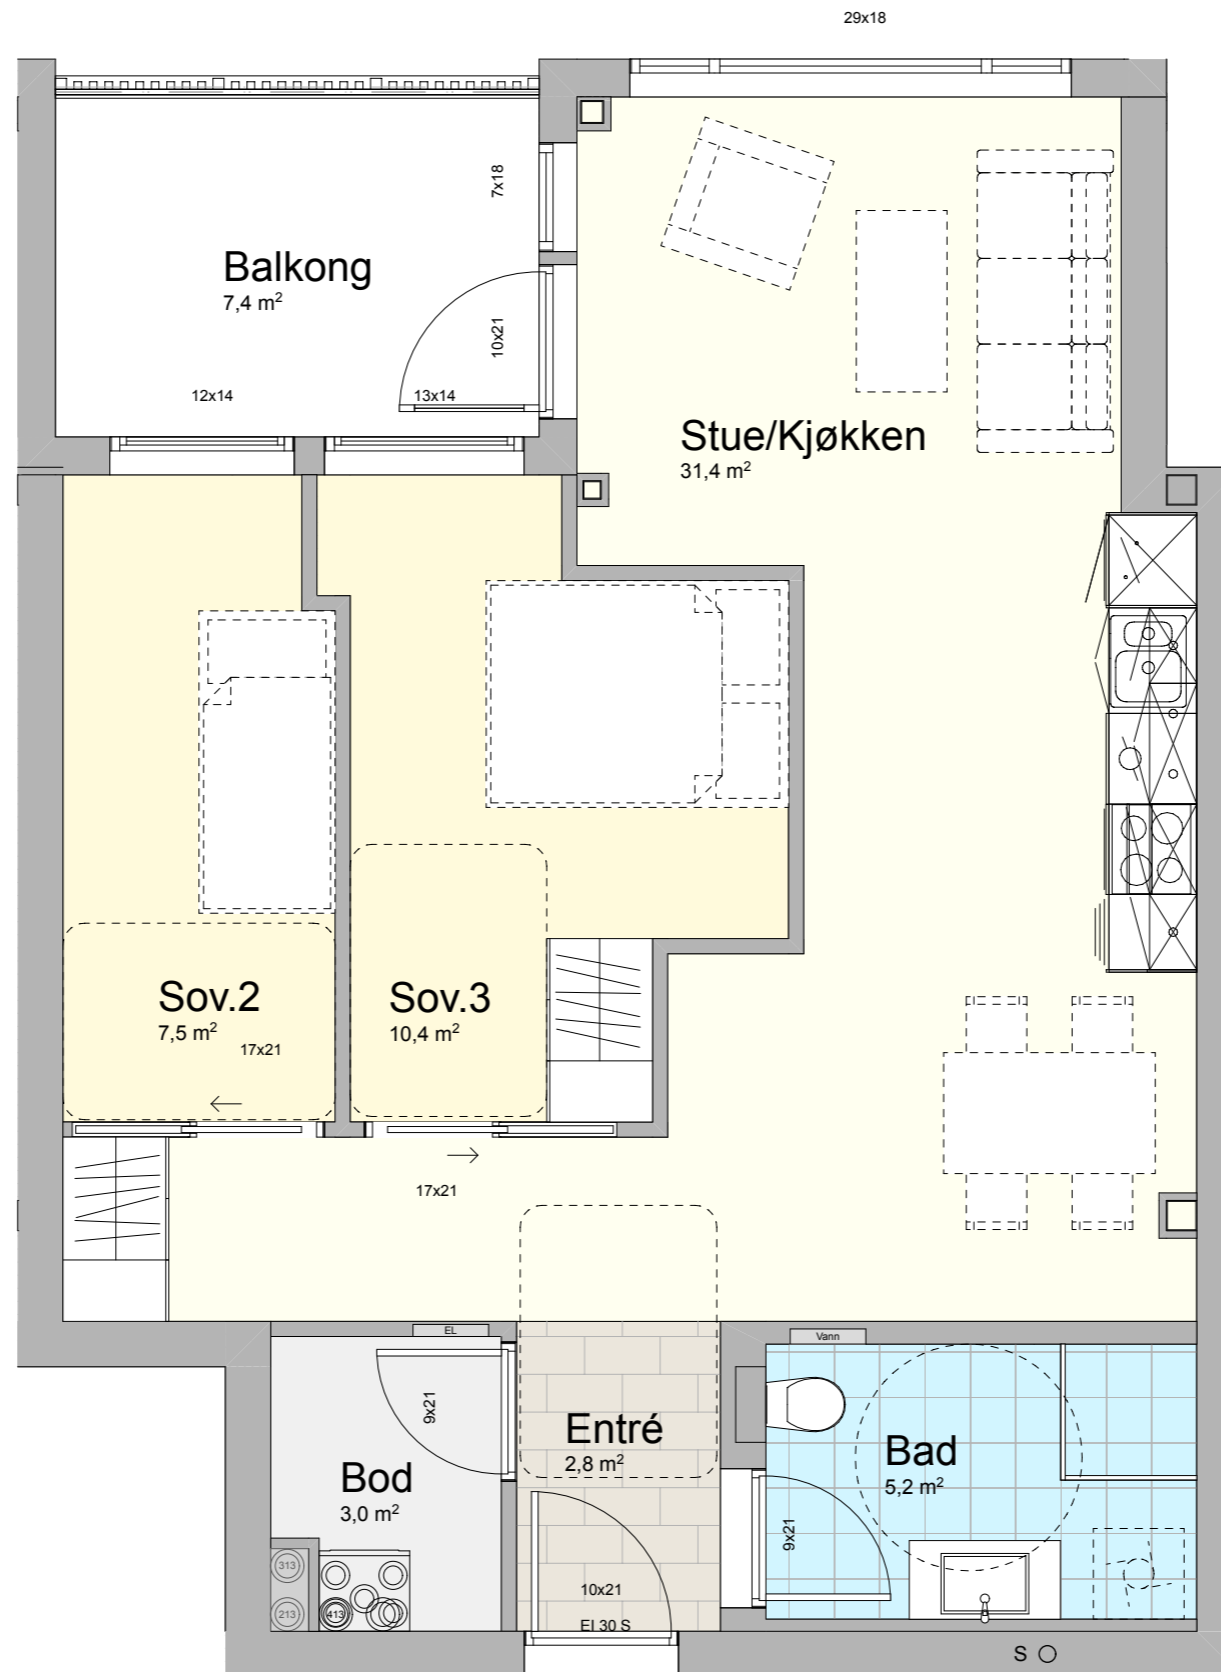 29x18
7x18
Balkong
7,4 m²
10x21
12x14
13x14
Stue/Kjøkken
31,4 m²
Sov.2
7,5 m²
17x21
Sov.3
10,4 m²
17x21
EL
Vann
9x21
Entré
2,8 m²
Bad
5,2 m²
Bod
3,0 m²
9x21
313
213
413
10x21
EI 30 S
S